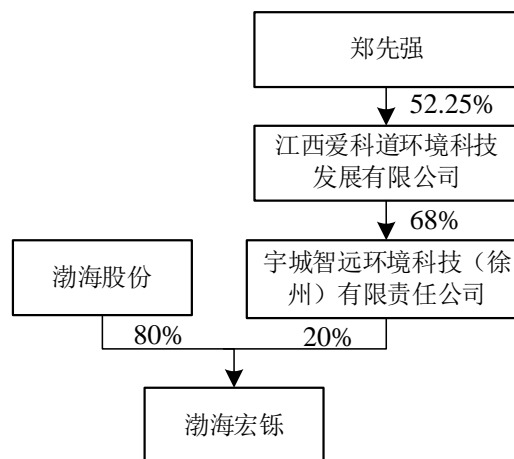 郑先强
52.25%
江西爱科道环境科技
发展有限公司
68%
渤海股份
宇城智远环境科技（徐
州）有限责任公司
80%
20%
渤海宏铄